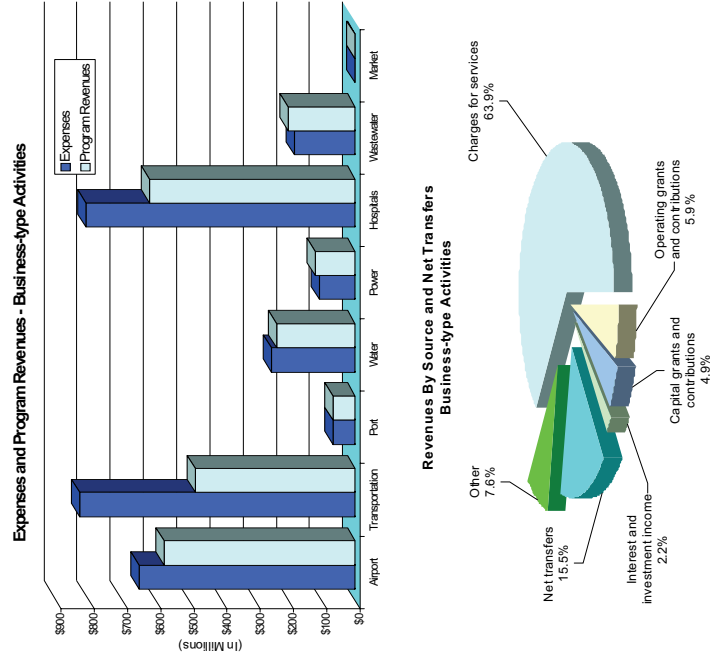 Expenses and Program Revenues - Business-type Activities
Expenses
Program Revenues
$900
$800
$700
$600
$500
$400
$300
$200
$100
$0
(In Millions)
Airport
Transportation
Port
Water
Power
Hospitals
Wastewater
Market
Revenues By Source and Net Transfers
Business-type Activities
Charges for services
63.9%
Operating grants
and contributions
5.9%
Capital grants and
contributions
4.9%
Interest and
investment income
2.2%
Net transfers
15.5%
Other
7.6%